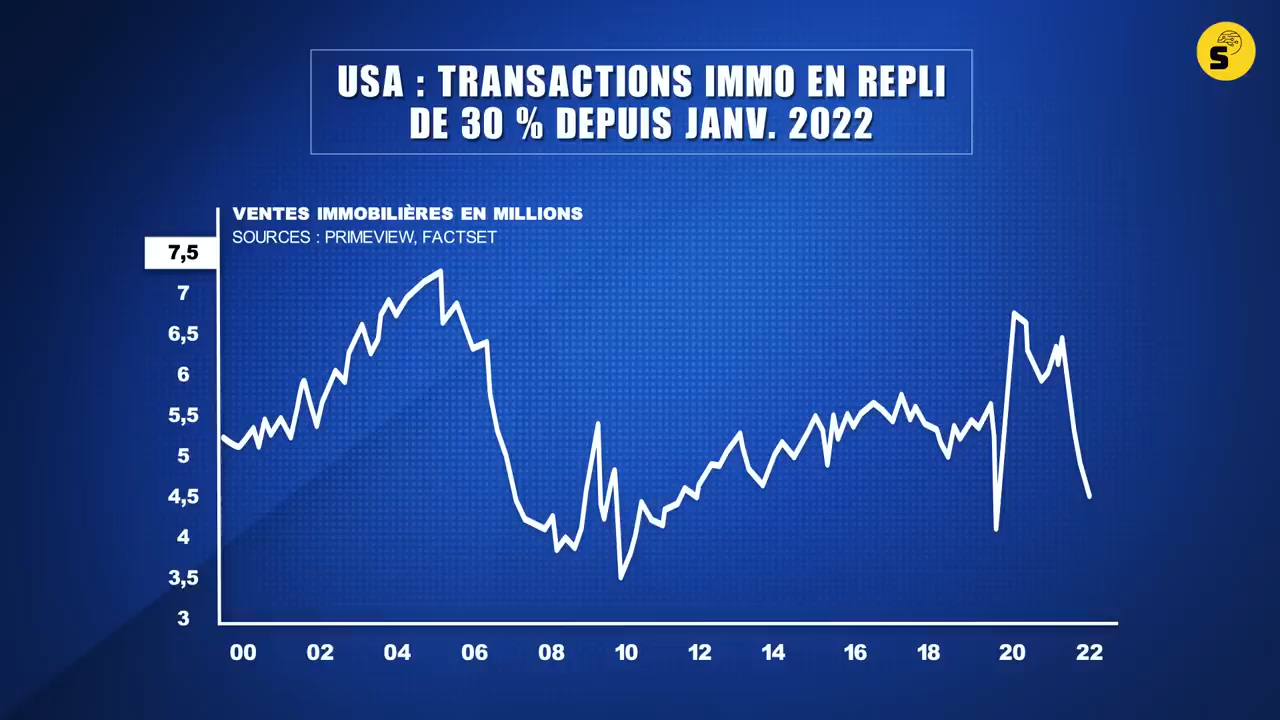 USA : TRANSACTIONS IMMO EN REPLI
DE 30 % DEPUIS JANV. 2022
S
VENTES IMMOBILIÈRES EN MILLIONS
SOURCES : PRIMEVIEW, FACTSET
7,5
7
6,5
6
5,5
5
4,5
4
3,5
3
00 02 04 06 08 10 12 14 16 18 20 22